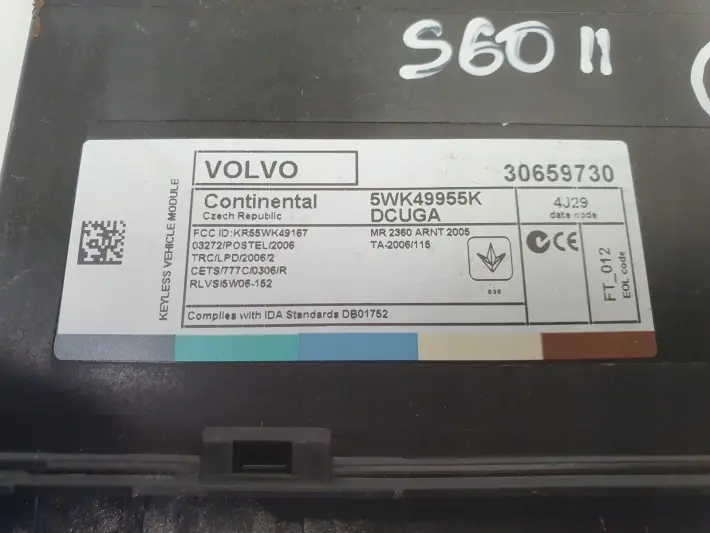 S60 II
VOLVO
30659730
KEYLESS VEHICLE MODULE
Continental
Czech Republic
5WK49955K
DCUGA
4J29
date code
FCC ID:KR55WK49167
03272/POSTEL/2006
TRC/LPD/2006/2
CETS/777C/0306/R
RLVSI5W06-152
MR 2360 ARNT 2005
TA-2006/115
CE
FT_012
EOL code
Complies with IDA Standards DB01752